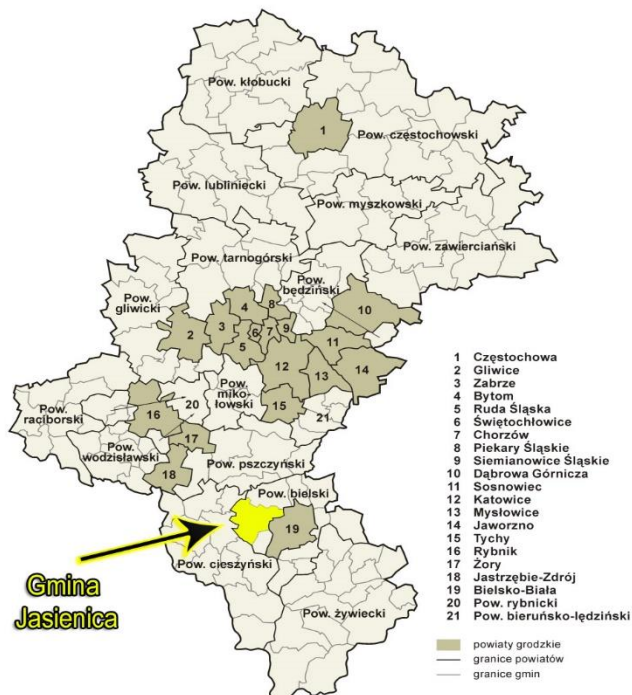 Pow. kłobucki
1
Pow. częstochowski
Pow. lubliniecki
Pow. myszkowski
Pow. zawierciański
Pow. tarnogórski
Pow.
będziński
Pow.
gliwicki
8
10
4
2
3
6
7
9
5
11
12
13
14
Pow.
miko-
łowski
15
21
Pow.
raciborski
16
20
17
Pow.
wodzisławski
18
Pow. pszczyński
Pow. bielski
19
Pow. cieszyński
Pow. żywiecki
Gmina
Jasienica
1 Częstochowa
2 Gliwice
3 Zabrze
4 Bytom
5 Ruda Śląska
6 Świętochłowice
7 Chorzów
8 Piekary Śląskie
9 Siemianowice Śląskie
10 Dąbrowa Górnicza
11 Sosnowiec
12 Katowice
13 Mysłowice
14 Jaworzno
15 Tychy
16 Rybnik
17 Żory
18 Jastrzębie-Zdrój
19 Bielsko-Biała
20 Pow. rybnicki
21 Pow. bieruńsko-lędziński
powiaty grodzkie
granice powiatów
granice gmin